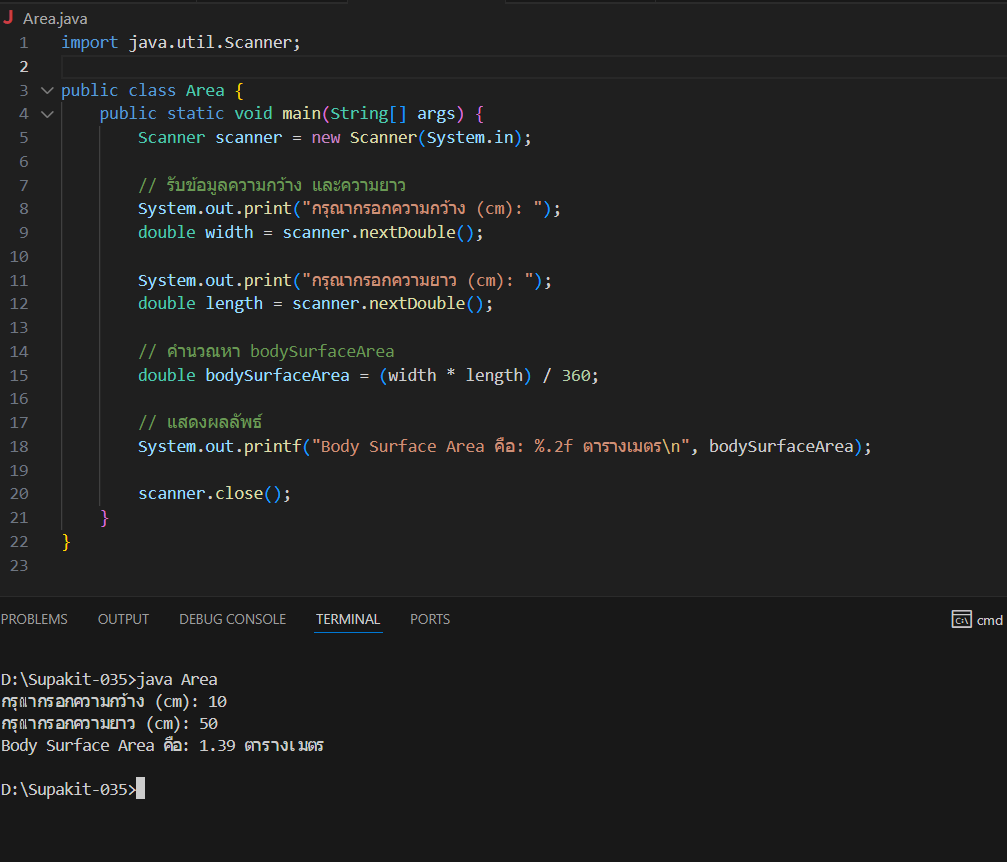 J Area.java
1 import java.util.Scanner;
2
3 public class Area {
4 public static void main(String[] args) {
5 Scanner scanner = new Scanner(System.in);
6
7 // รับข้อมูลความกว้าง และความยาว
8 System.out.print("กรุณากรอกความกว้าง (cm): ");
9 double width = scanner.nextDouble();
10
11 System.out.print("กรุณากรอกความยาว (cm): ");
12 double length = scanner.nextDouble();
13
14 // คำนวณหา bodySurfaceArea
15 double bodySurfaceArea = (width * length) / 360;
16
17 // แสดงผลลัพธ์
18 System.out.printf("Body Surface Area คือ: %.2f ตารางเมตร\n", bodySurfaceArea);
19
20 scanner.close();
21 }
22 }
23
PROBLEMS OUTPUT DEBUG CONSOLE TERMINAL PORTS cmd
D:\Supakit-035>java Area
กรุณากรอกความกว้าง (cm): 10
กรุณากรอกความยาว (cm): 50
Body Surface Area คือ: 1.39 ตารางเมตร
D:\Supakit-035>